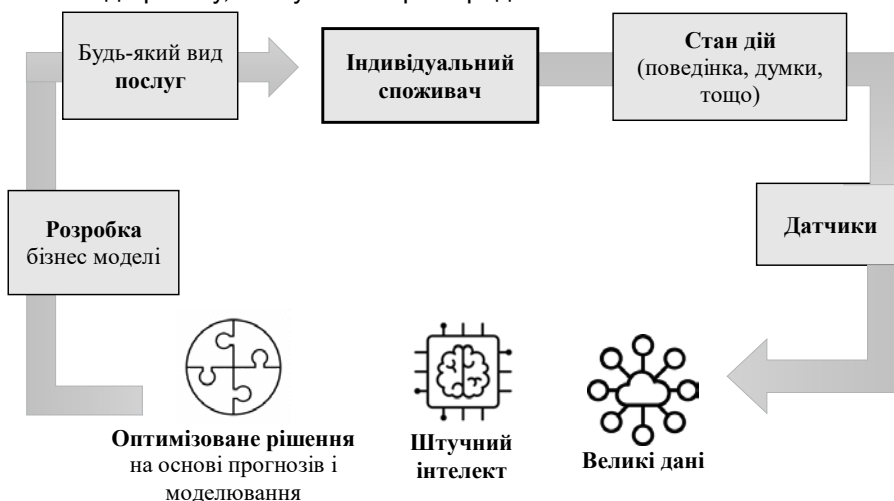 Будь-який вид
послуг
Індивідуальний
споживач
Стан дій
(поведінка, думки,
тощо)
Розробка
бізнес моделі
Датчики
Оптимізоване рішення
на основі прогнозів і
моделювання
Штучний
інтелект
Великі дані